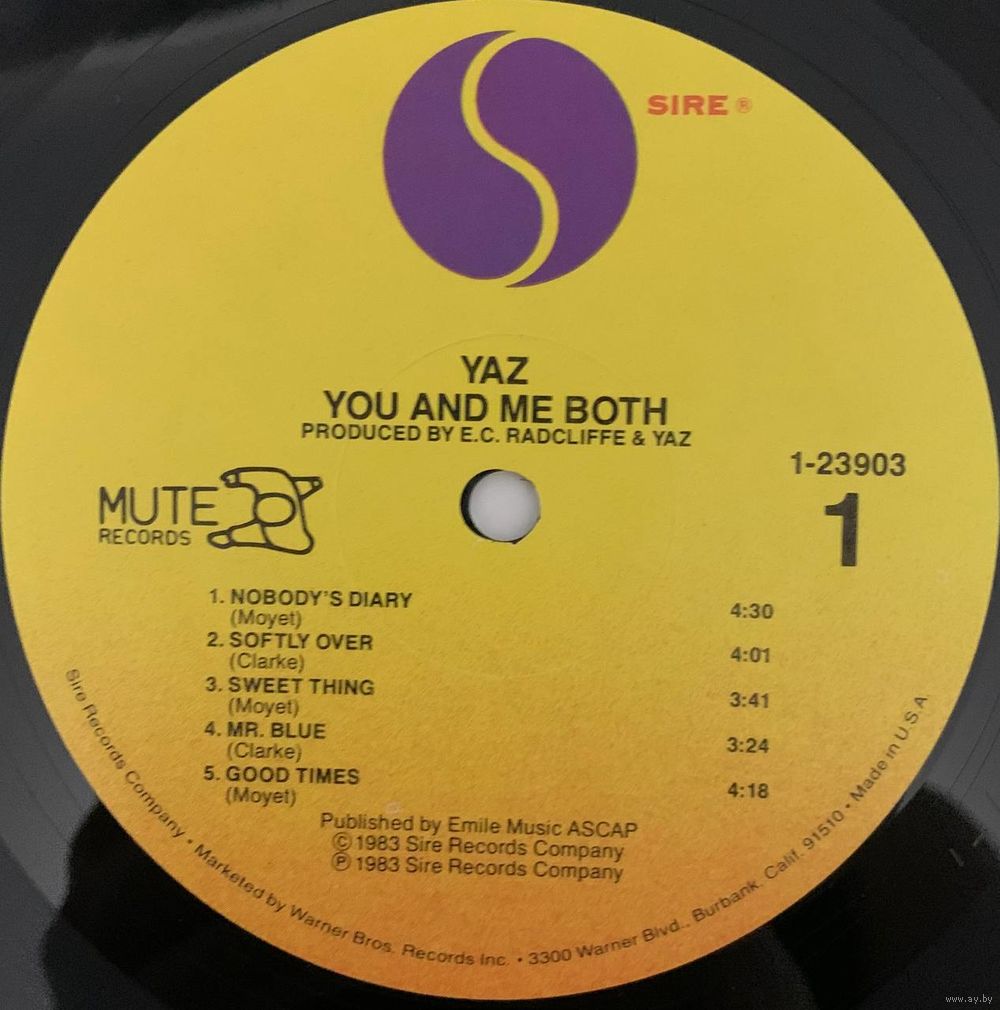 SIRE ®
YAZ
YOU AND ME BOTH
PRODUCED BY E.C. RADCLIFFE & YAZ
1-23903
1
MUTE
RECORDS
1. NOBODY'S DIARY 4:30
(Moyet)
2. SOFTLY OVER 4:01
(Clarke)
3. SWEET THING 3:41
(Moyet)
4. MR. BLUE 3:24
(Clarke)
5. GOOD TIMES 4:18
(Moyet)
Published by Emile Music ASCAP
© 1983 Sire Records Company
℗ 1983 Sire Records Company
Sire Records Company • Marketed by Warner Bros. Records Inc. • 3300 Warner Blvd., Burbank, Calif. 91510 • Made in U.S.A.
www.ay.by